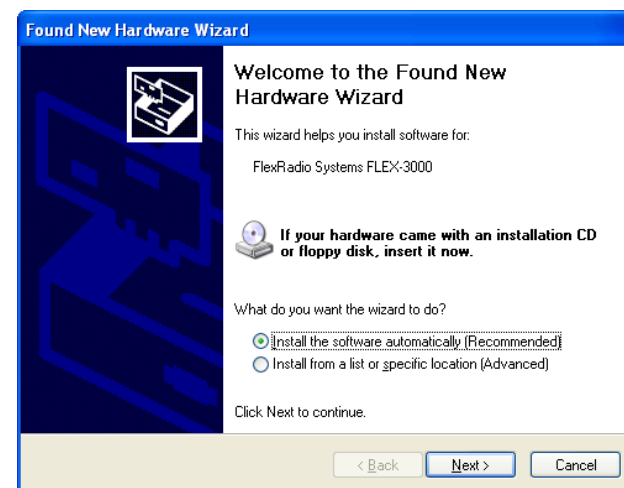 Found New Hardware Wizard
Welcome to the Found New
Hardware Wizard
This wizard helps you install software for:
FlexRadio Systems FLEX-3000
If your hardware came with an installation CD
or floppy disk, insert it now.
What do you want the wizard to do?
Install the software automatically (Recommended)
Install from a list or specific location (Advanced)
Click Next to continue.
< Back Next > Cancel